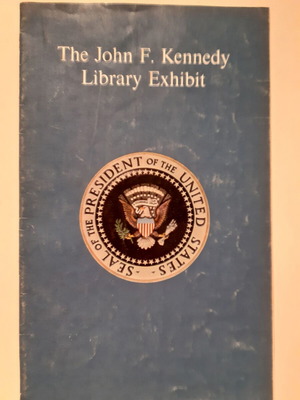 The John F. Kennedy
Library Exhibit
SEAL OF THE PRESIDENT OF THE UNITED STATES